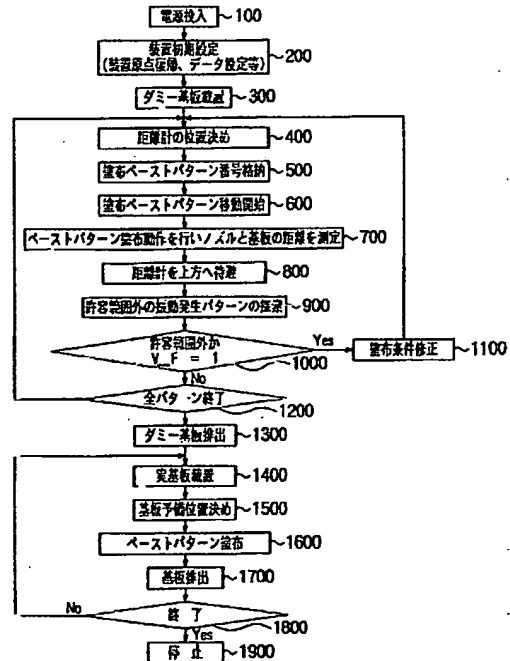 電源投入 100
装置初期設定
(装置原点復帰、データ設定等) 200
ダミー基板載置 300
距離計の位置決め 400
塗布ペーストパターン番号格納 500
塗布ペーストパターン移動開始 600
ペーストパターン塗布動作を行いノズルと基板の距離を測定 700
距離計を上方へ待避 800
許容範囲外の振動発生パターンの探索 900
許容範囲外か
V_F = 1
1000
Yes
塗布条件修正 1100
No
全パターン終了
1200
ダミー基板排出 1300
実基板載置 1400
基板予備位置決め 1500
ペーストパターン塗布 1600
基板排出 1700
No
終了
1800
Yes
停止 1900